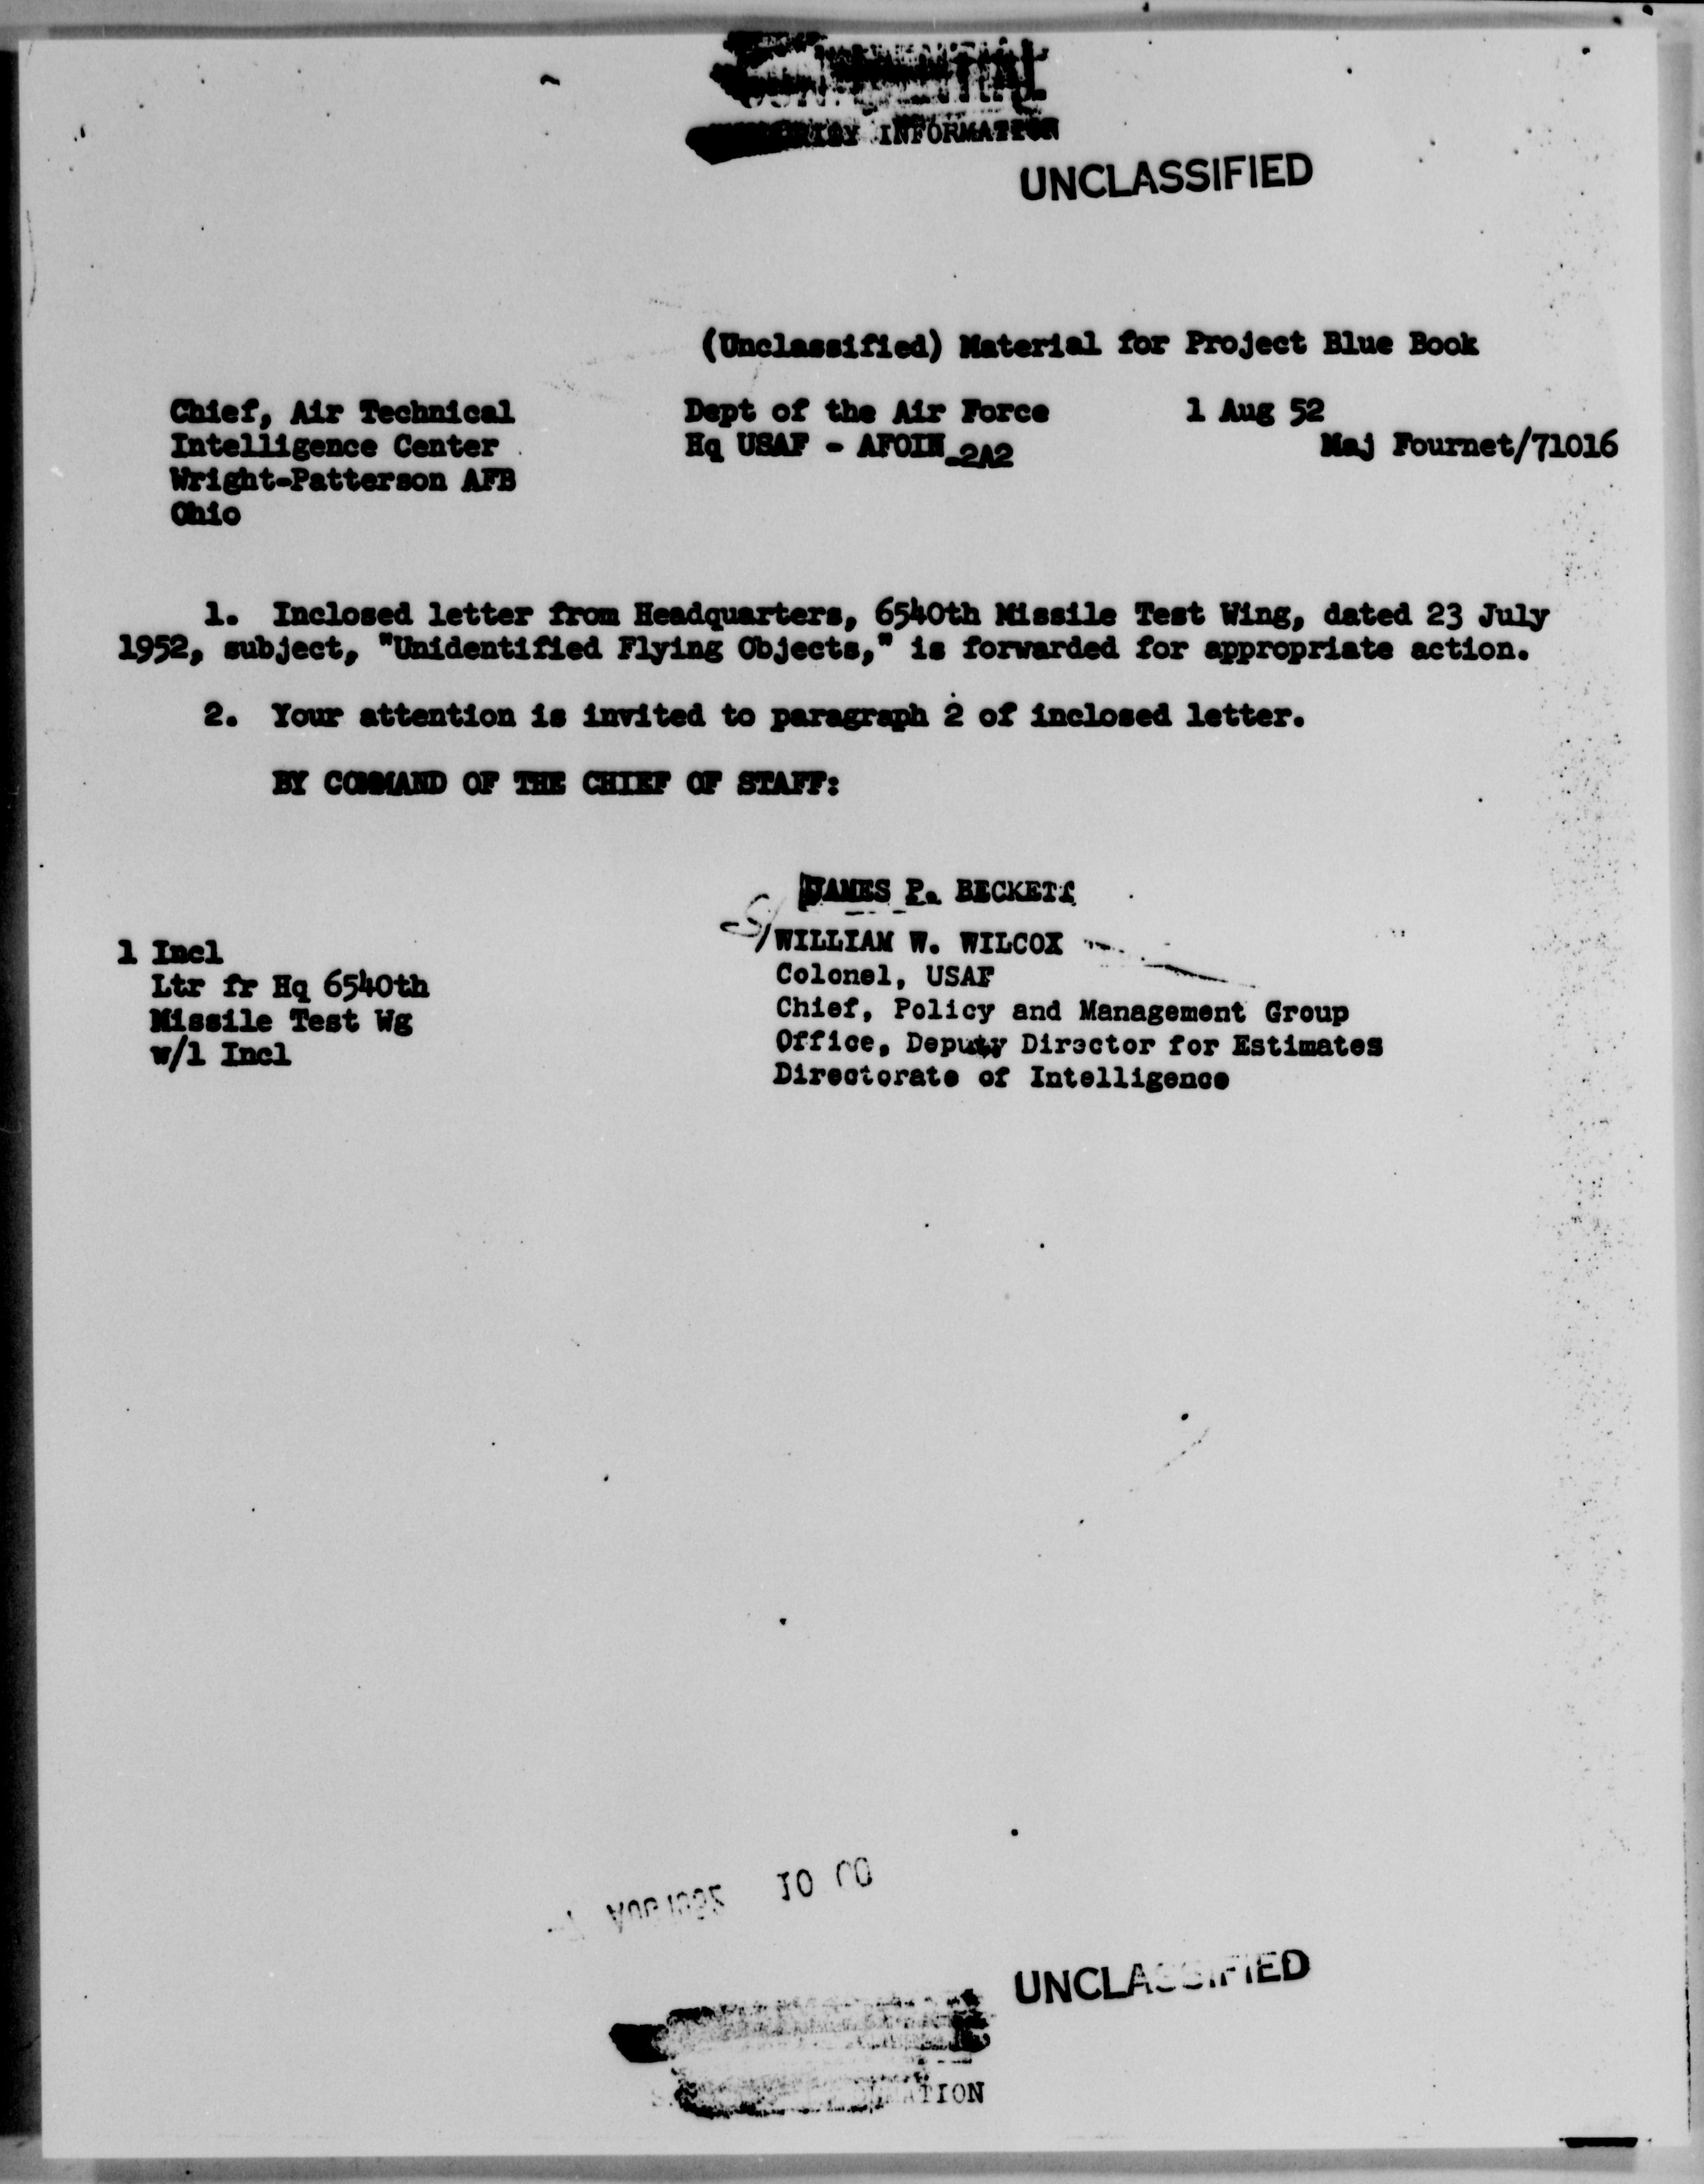 INFORMATION
UNCLASSIFIED
(Unclassified) Material for Project Blue Book
Chief, Air Technical Dept of the Air Force 1 Aug 52
Intelligence Center Hq USAF - AFOIN-2A2 Maj Fournet/71016
Wright-Patterson AFB
Ohio
1. Inclosed letter from Headquarters, 6540th Missile Test Wing, dated 23 July
1952, subject, "Unidentified Flying Objects," is forwarded for appropriate action.
2. Your attention is invited to paragraph 2 of inclosed letter.
BY COMMAND OF THE CHIEF OF STAFF:
JAMES P. BECKETT
S/WILLIAM W. WILCOX
Colonel, USAF
Chief, Policy and Management Group
Office, Deputy Director for Estimates
Directorate of Intelligence
1 Incl
Ltr fr Hq 6540th
Missile Test Wg
w/1 Incl
AUG 1952 10 00
UNCLASSIFIED